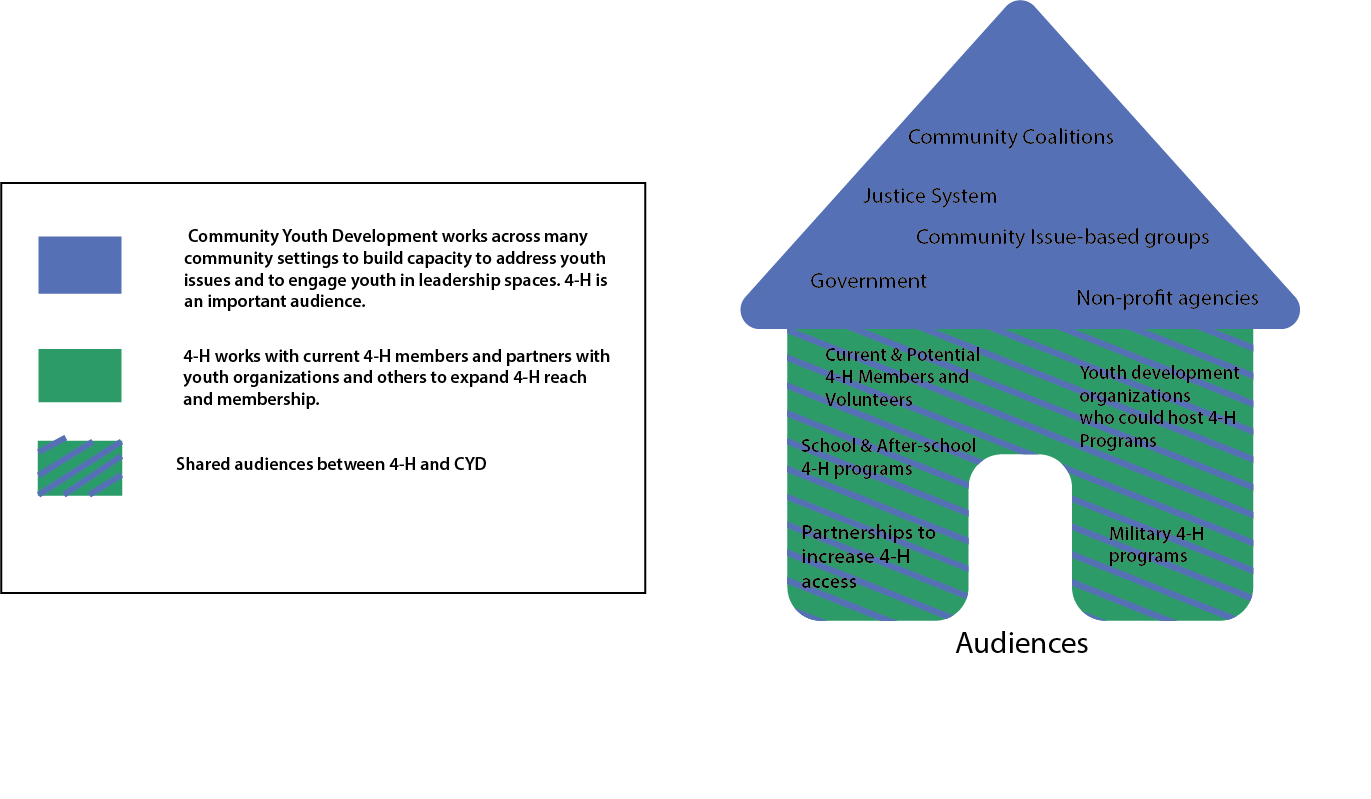 Community Youth Development works across many
community settings to build capacity to address youth
issues and to engage youth in leadership spaces. 4-H is
an important audience.
4-H works with current 4-H members and partners with
youth organizations and others to expand 4-H reach
and membership.
Shared audiences between 4-H and CYD
Community Coalitions
Justice System
Community Issue-based groups
Government
Non-profit agencies
Current & Potential
4-H Members and
Volunteers
Youth development
organizations
who could host 4-H
Programs
School & After-school
4-H programs
Partnerships to
increase 4-H
access
Military 4-H
programs
Audiences